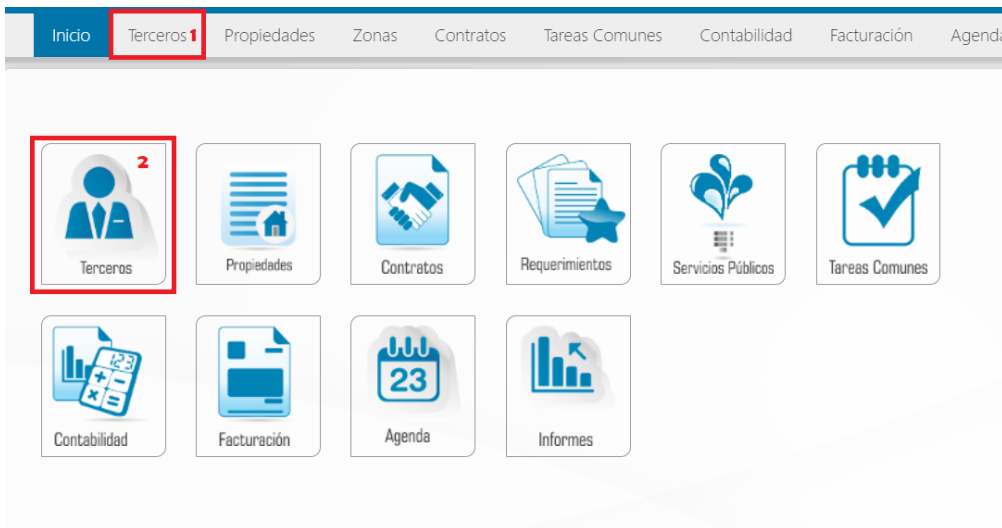 Inicio Terceros 1 Propiedades Zonas Contratos Tareas Comunes Contabilidad Facturación Agenda
2
Terceros Propiedades Contratos Requerimientos Servicios Públicos Tareas Comunes
123
23
Contabilidad Facturación Agenda Informes